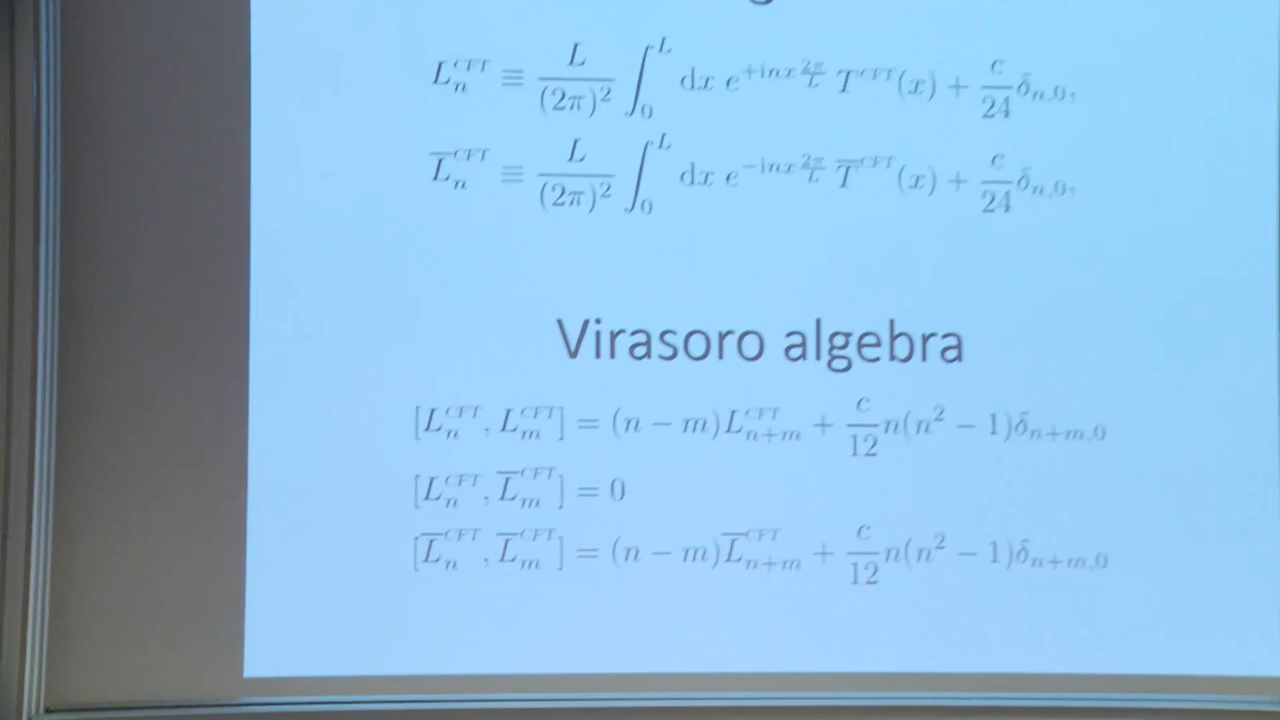 L_n^{CFT} ≡ \frac{L}{(2π)^2} ∫_0^L dx e^{+inx\frac{2π}{L}} T^{CFT}(x) + \frac{c}{24} δ_{n,0},
\overline{L}_n^{CFT} ≡ \frac{L}{(2π)^2} ∫_0^L dx e^{-inx\frac{2π}{L}} \overline{T}^{CFT}(x) + \frac{c}{24} δ_{n,0},
Virasoro algebra
[L_n^{CFT}, L_m^{CFT}] = (n − m)L_{n+m}^{CFT} + \frac{c}{12} n(n^2 − 1)δ_{n+m,0}
[L_n^{CFT}, \overline{L}_m^{CFT}] = 0
[\overline{L}_n^{CFT}, \overline{L}_m^{CFT}] = (n − m)\overline{L}_{n+m}^{CFT} + \frac{c}{12} n(n^2 − 1)δ_{n+m,0}